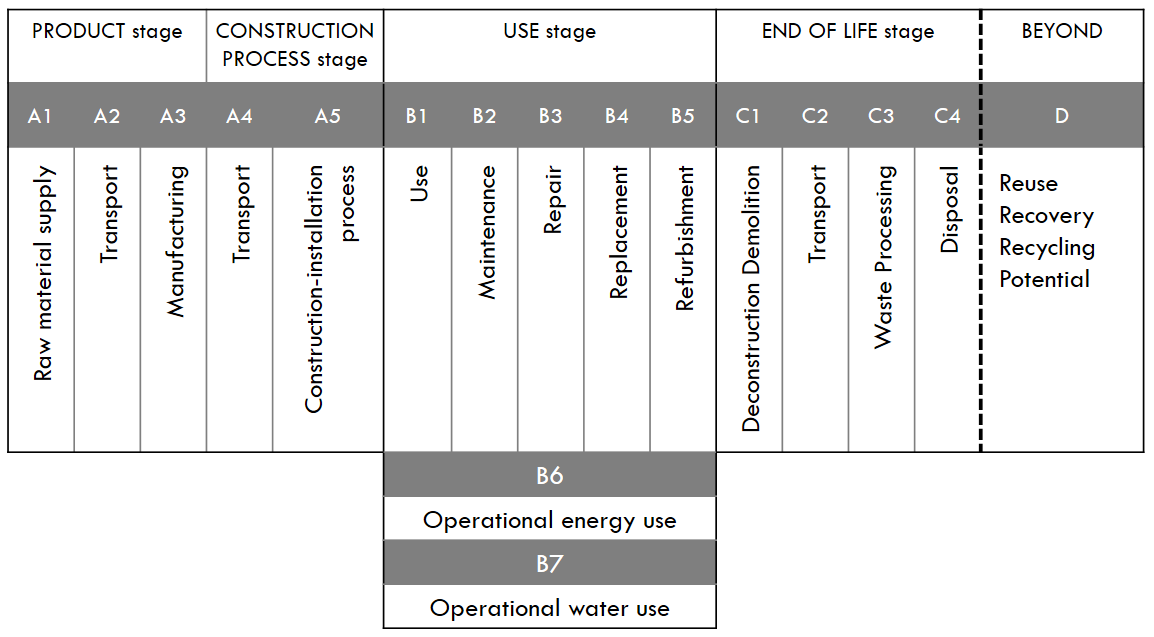 PRODUCT stage
CONSTRUCTION
PROCESS stage
USE stage
END OF LIFE stage
BEYOND
A1
A2
A3
A4
A5
B1
B2
B3
B4
B5
C1
C2
C3
C4
D
Raw material supply
Transport
Manufacturing
Transport
Construction-installation
process
Use
Maintenance
Repair
Replacement
Refurbishment
Deconstruction Demolition
Transport
Waste Processing
Disposal
Reuse
Recovery
Recycling
Potential
B6
Operational energy use
B7
Operational water use